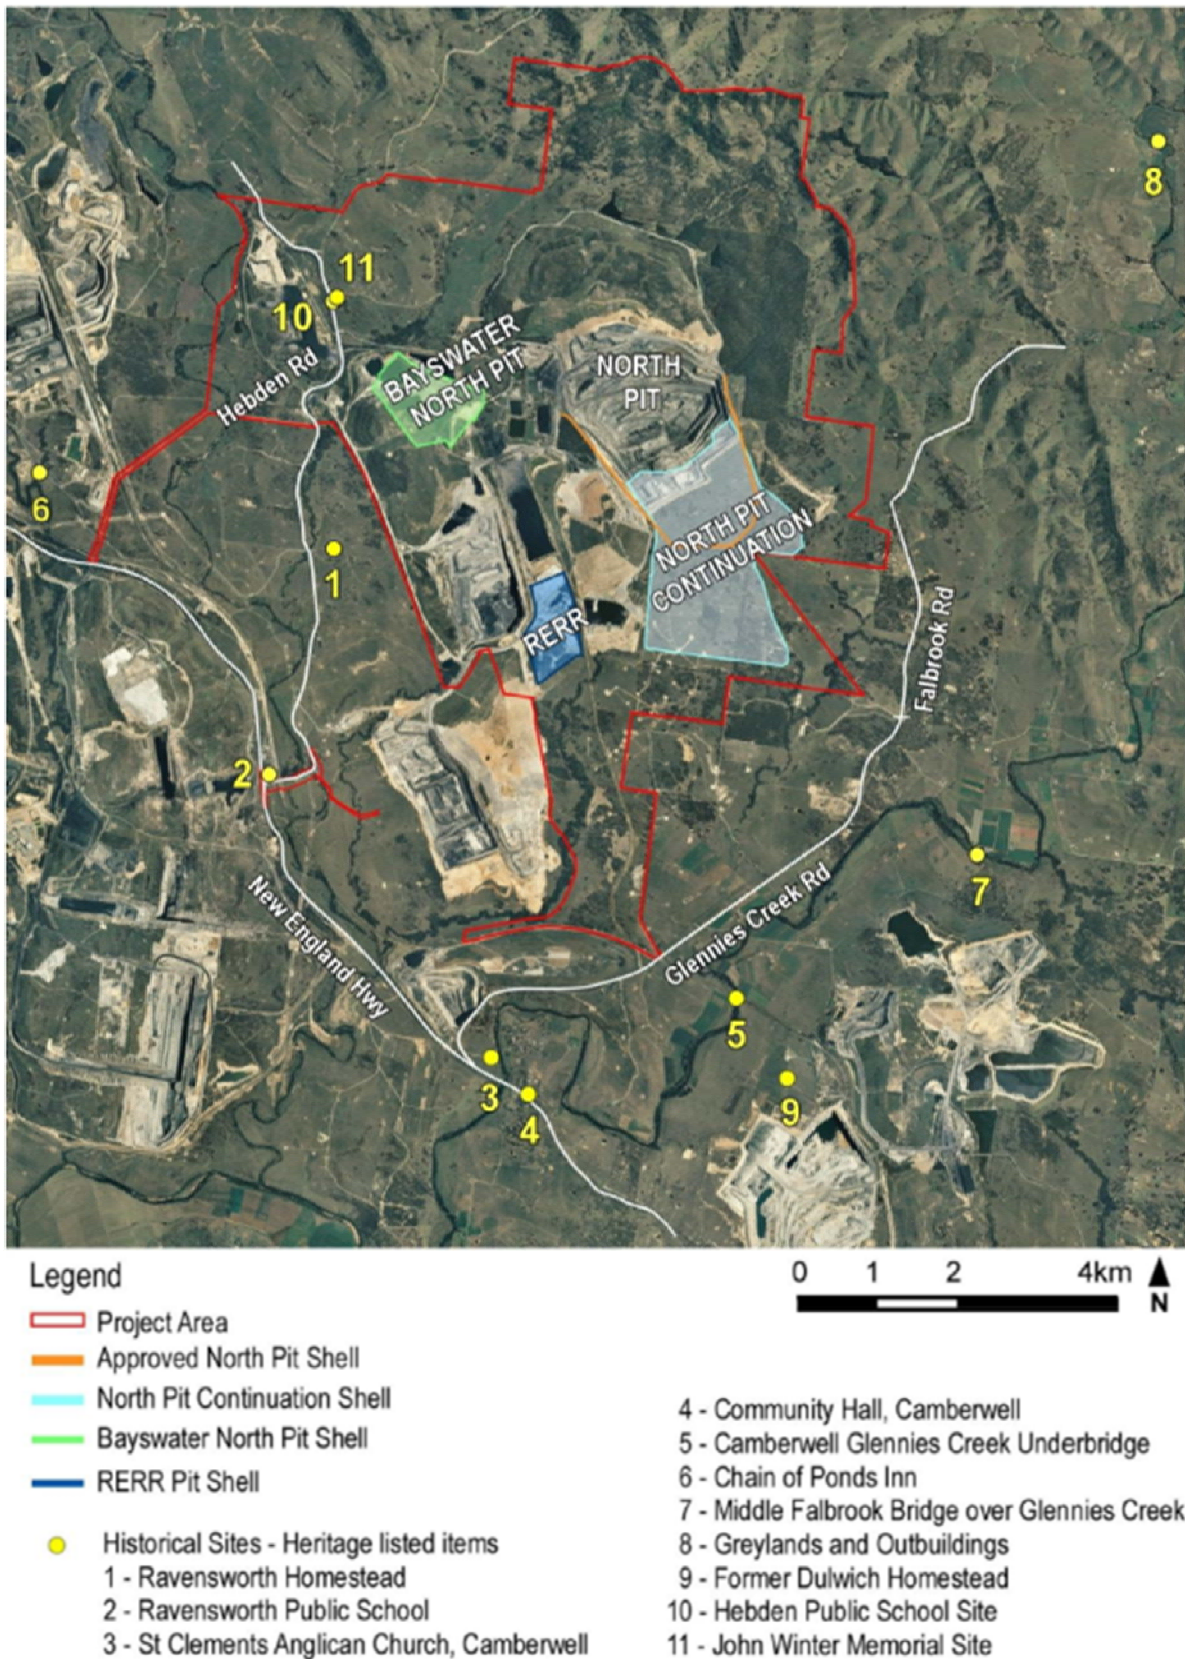 8
11
10
BAYSWATER
NORTH PIT
NORTH
PIT
Hebden Rd
6
NORTH PIT
CONTINUATION
1
RERR
Falbrook Rd
2
7
New England Hwy
Glennies Creek Rd
5
3
9
4
Legend
0 1 2 4km
N
Project Area
Approved North Pit Shell
North Pit Continuation Shell
Bayswater North Pit Shell
RERR Pit Shell
Historical Sites - Heritage listed items
1 - Ravensworth Homestead
2 - Ravensworth Public School
3 - St Clements Anglican Church, Camberwell
4 - Community Hall, Camberwell
5 - Camberwell Glennies Creek Underbridge
6 - Chain of Ponds Inn
7 - Middle Falbrook Bridge over Glennies Creek
8 - Greylands and Outbuildings
9 - Former Dulwich Homestead
10 - Hebden Public School Site
11 - John Winter Memorial Site